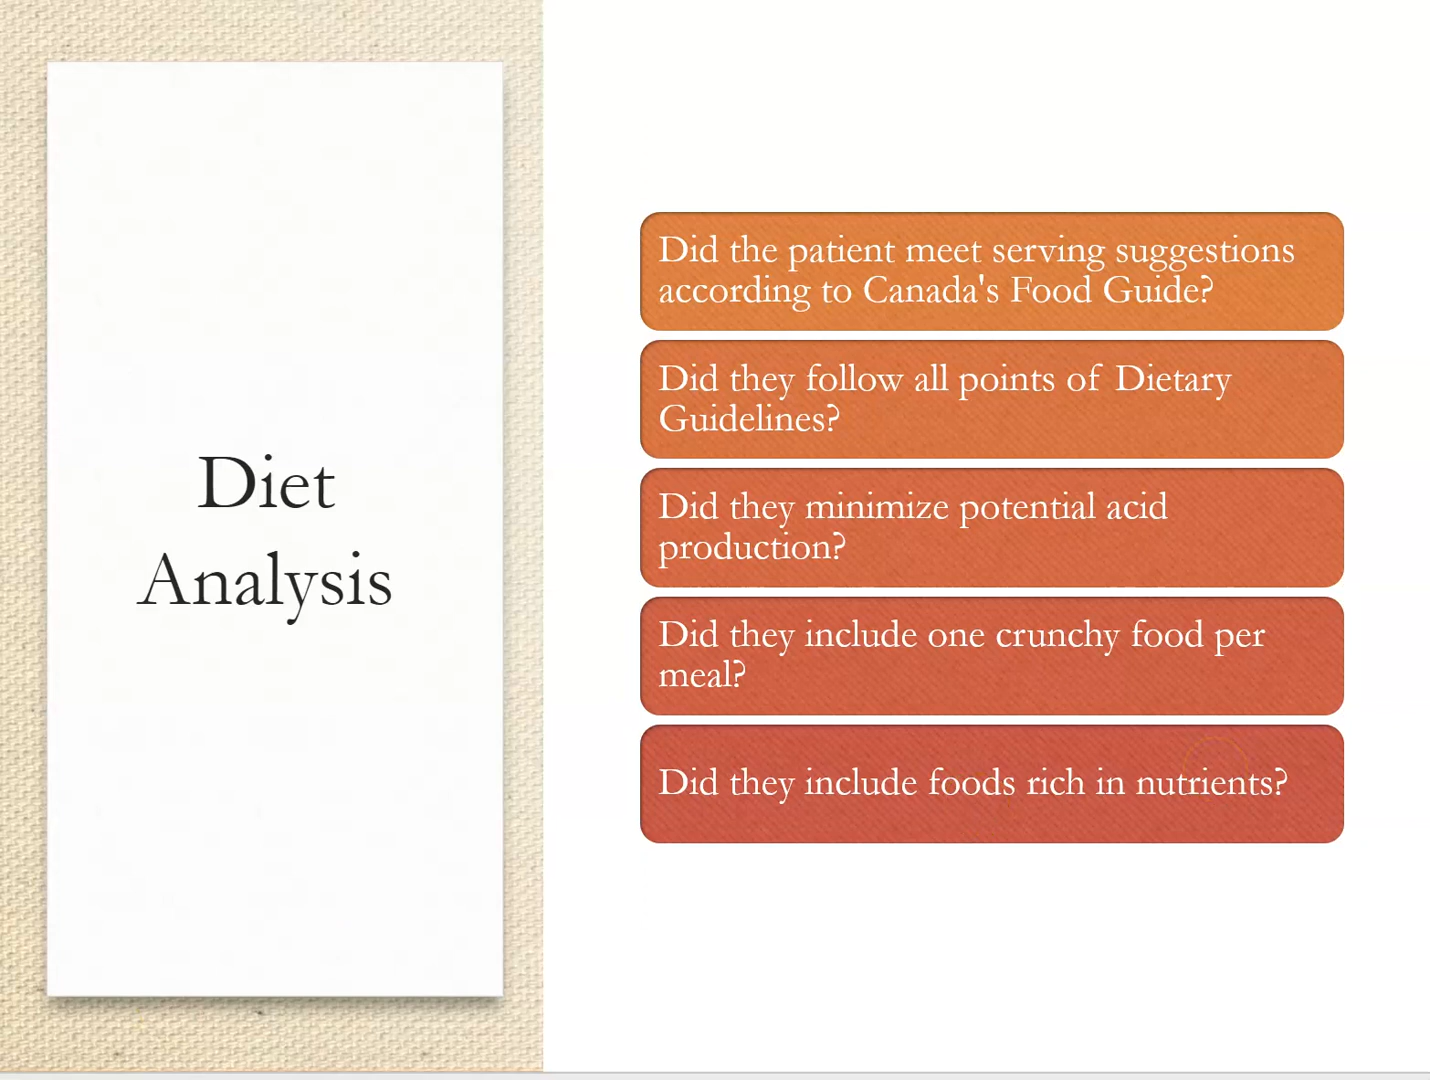 Diet
Analysis
Did the patient meet serving suggestions
according to Canada's Food Guide?
Did they follow all points of Dietary
Guidelines?
Did they minimize potential acid
production?
Did they include one crunchy food per
meal?
Did they include foods rich in nutrients?